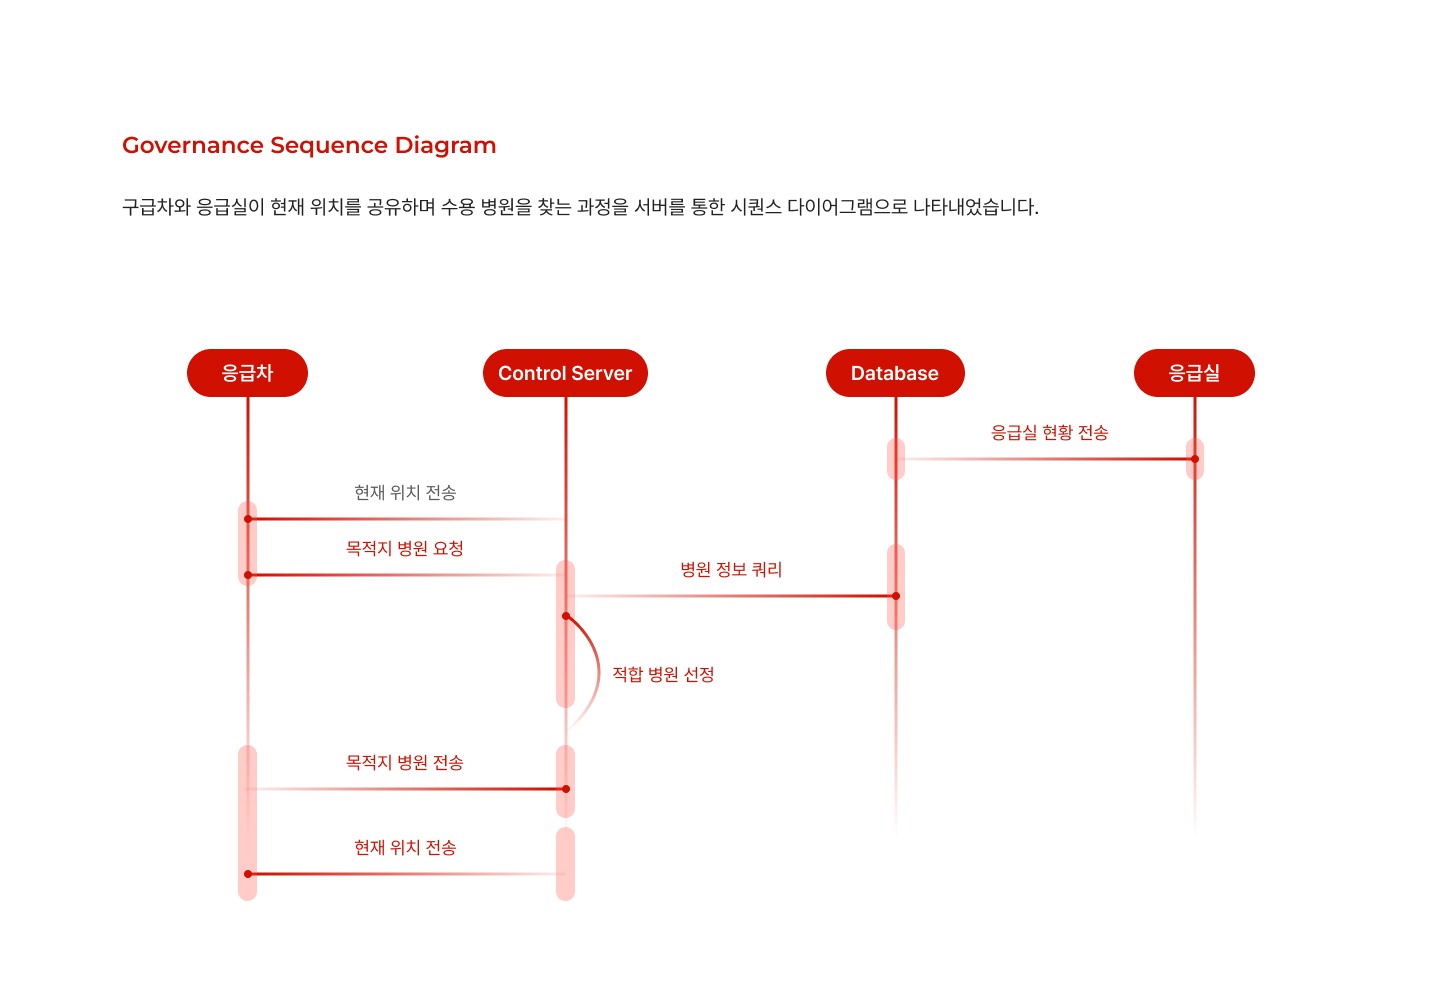 Governance Sequence Diagram
구급차와 응급실이 현재 위치를 공유하며 수용 병원을 찾는 과정을 서버를 통한 시퀀스 다이어그램으로 나타내었습니다.
응급차
Control Server
Database
응급실
응급실 현황 전송
현재 위치 전송
목적지 병원 요청
병원 정보 쿼리
적합 병원 선정
목적지 병원 전송
현재 위치 전송